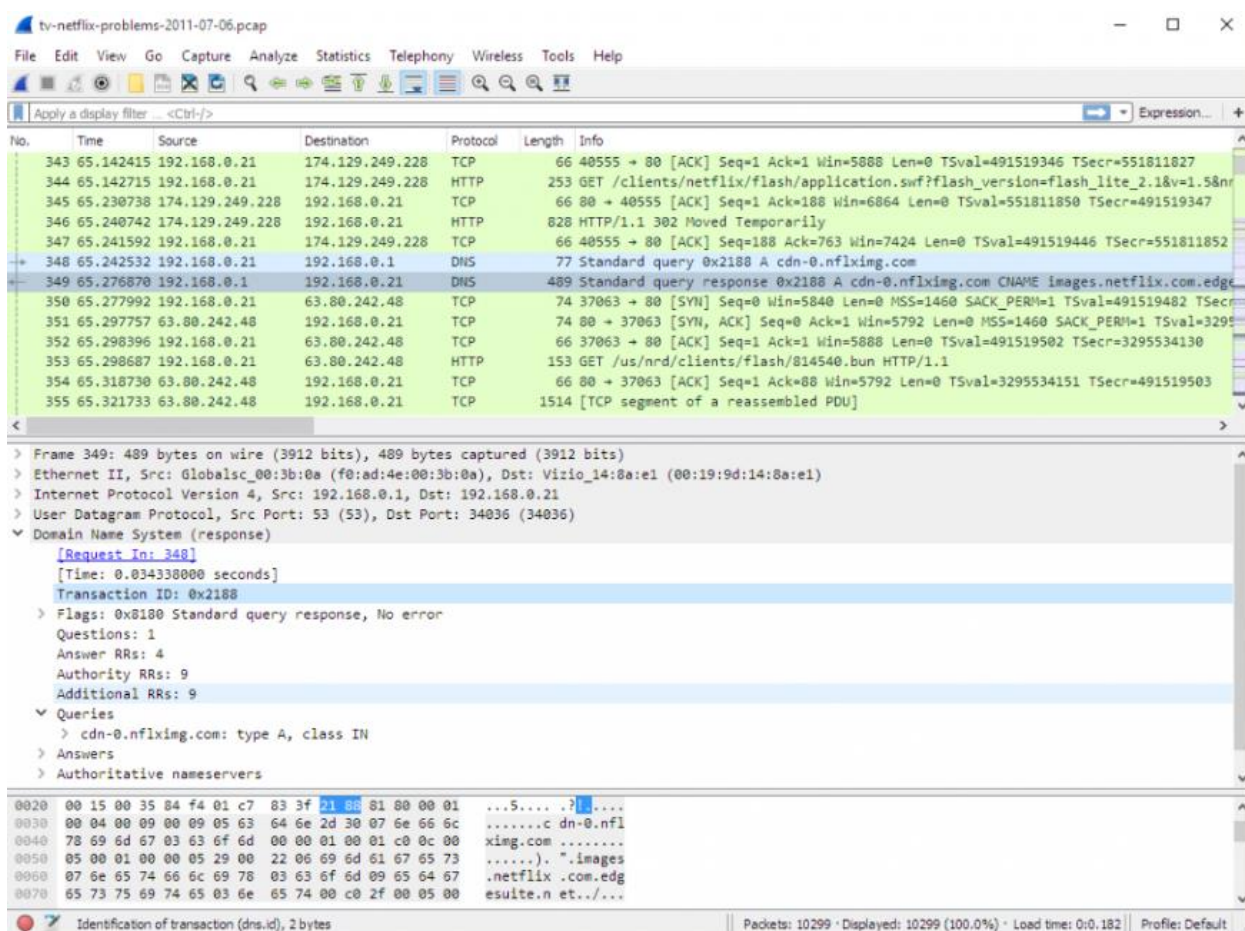 tv-netflix-problems-2011-07-06.pcap
File Edit View Go Capture Analyze Statistics Telephony Wireless Tools Help
Apply a display filter ... <Ctrl-/> Expression... +
No. Time Source Destination Protocol Length Info
343 65.142415 192.168.0.21 174.129.249.228 TCP 66 40555 → 80 [ACK] Seq=1 Ack=1 Win=5888 Len=0 TSval=491519346 TSecr=551811827
344 65.142715 192.168.0.21 174.129.249.228 HTTP 253 GET /clients/netflix/flash/application.swf?flash_version=flash_lite_2.1&v=1.5&nr
345 65.230738 174.129.249.228 192.168.0.21 TCP 66 80 → 40555 [ACK] Seq=1 Ack=188 Win=6864 Len=0 TSval=551811850 TSecr=491519347
346 65.240742 174.129.249.228 192.168.0.21 HTTP 828 HTTP/1.1 302 Moved Temporarily
347 65.241592 192.168.0.21 174.129.249.228 TCP 66 40555 → 80 [ACK] Seq=188 Ack=763 Win=7424 Len=0 TSval=491519446 TSecr=551811852
348 65.242532 192.168.0.21 192.168.0.1 DNS 77 Standard query 0x2188 A cdn-0.nflximg.com
349 65.276870 192.168.0.1 192.168.0.21 DNS 489 Standard query response 0x2188 A cdn-0.nflximg.com CNAME images.netflix.com.edge
350 65.277992 192.168.0.21 63.80.242.48 TCP 74 37063 → 80 [SYN] Seq=0 Win=5840 Len=0 MSS=1460 SACK_PERM=1 TSval=491519482 TSecr
351 65.297757 63.80.242.48 192.168.0.21 TCP 74 80 → 37063 [SYN, ACK] Seq=0 Ack=1 Win=5792 Len=0 MSS=1460 SACK_PERM=1 TSval=3295
352 65.298396 192.168.0.21 63.80.242.48 TCP 66 37063 → 80 [ACK] Seq=1 Ack=1 Win=5888 Len=0 TSval=491519502 TSecr=3295534130
353 65.298687 192.168.0.21 63.80.242.48 HTTP 153 GET /us/nrd/clients/flash/814540.bun HTTP/1.1
354 65.318730 63.80.242.48 192.168.0.21 TCP 66 80 → 37063 [ACK] Seq=1 Ack=88 Win=5792 Len=0 TSval=3295534151 TSecr=491519503
355 65.321733 63.80.242.48 192.168.0.21 TCP 1514 [TCP segment of a reassembled PDU]
Frame 349: 489 bytes on wire (3912 bits), 489 bytes captured (3912 bits)
Ethernet II, Src: Globalsc_00:3b:0a (f0:ad:4e:00:3b:0a), Dst: Vizio_14:8a:e1 (00:19:9d:14:8a:e1)
Internet Protocol Version 4, Src: 192.168.0.1, Dst: 192.168.0.21
User Datagram Protocol, Src Port: 53 (53), Dst Port: 34036 (34036)
Domain Name System (response)
[Request In: 348]
[Time: 0.034338000 seconds]
Transaction ID: 0x2188
Flags: 0x8180 Standard query response, No error
Questions: 1
Answer RRs: 4
Authority RRs: 9
Additional RRs: 9
Queries
cdn-0.nflximg.com: type A, class IN
Answers
Authoritative nameservers
0020 00 15 00 35 84 f4 01 c7 83 3f 21 88 81 80 00 01 ...5.... .?!.....
0030 00 04 00 09 00 09 05 63 64 6e 2d 30 07 6e 66 6c .......c dn-0.nfl
0040 78 69 6d 67 03 63 6f 6d 00 00 01 00 01 c0 0c 00 ximg.com ........
0050 05 00 01 00 00 05 29 00 22 06 69 6d 61 67 65 73 ......). ".images
0060 07 6e 65 74 66 6c 69 78 03 63 6f 6d 09 65 64 67 .netflix .com.edg
0070 65 73 75 69 74 65 03 6e 65 74 00 c0 2f 00 05 00 esuite.n et../...
Identification of transaction (dns.id), 2 bytes Packets: 10299 · Displayed: 10299 (100.0%) · Load time: 0:0.182 Profile: Default